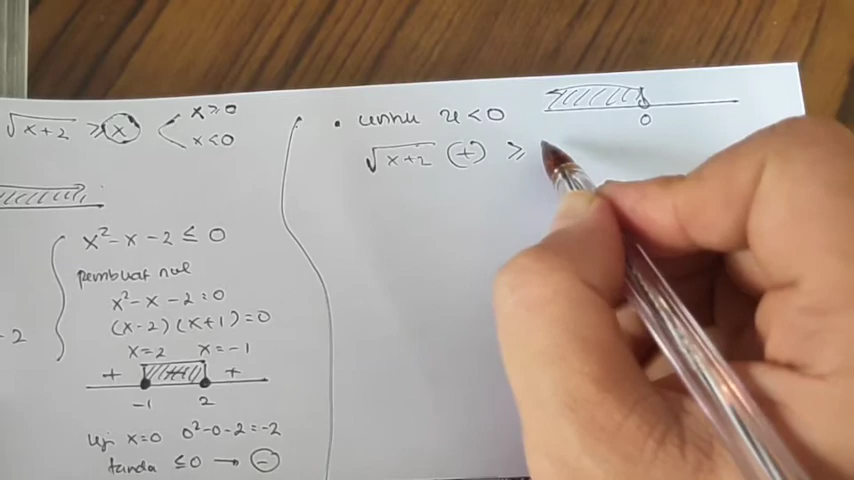 √x+2 ≥ x
x ≥ 0
x < 0
x² - x - 2 ≤ 0
pembuat nol
x² - x - 2 = 0
(x-2) (x+1) = 0
x = 2 x = -1
+ +
-1 2
uji x=0 0²-0-2 = -2
tanda ≤ 0 → -
- 2
• untuk x < 0
0
√x+2 (+) ≥